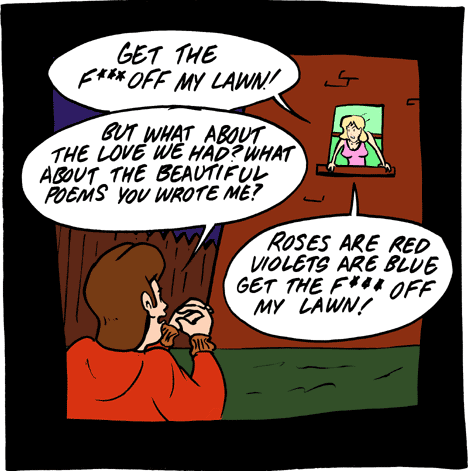 GET THE
F*** OFF MY LAWN!
BUT WHAT ABOUT
THE LOVE WE HAD? WHAT
ABOUT THE BEAUTIFUL
POEMS YOU WROTE ME?
ROSES ARE RED
VIOLETS ARE BLUE
GET THE F*** OFF
MY LAWN!